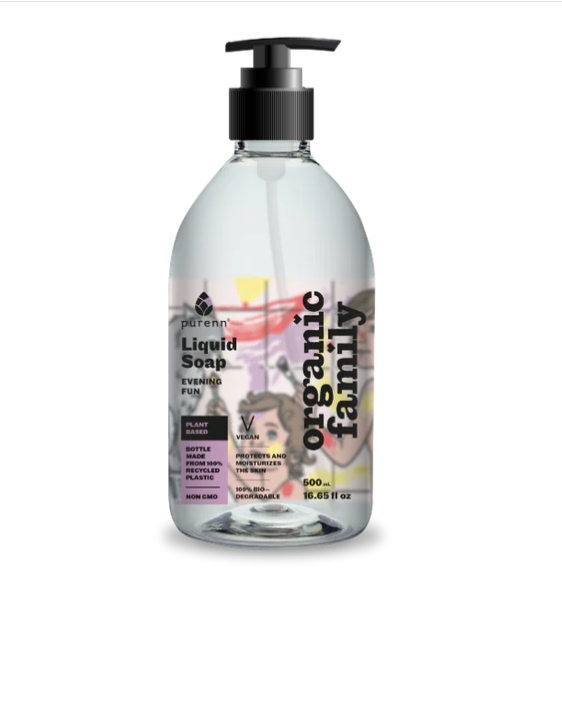 purenn®
Liquid
Soap
EVENING
FUN
PLANT
BASED
BOTTLE
MADE
FROM 100%
RECYCLED
PLASTIC
NON GMO
V
VEGAN
PROTECTS AND
MOISTURIZES
THE SKIN
100% BIO—
DEGRADABLE
organic
family
500 mL
16.65 fl oz